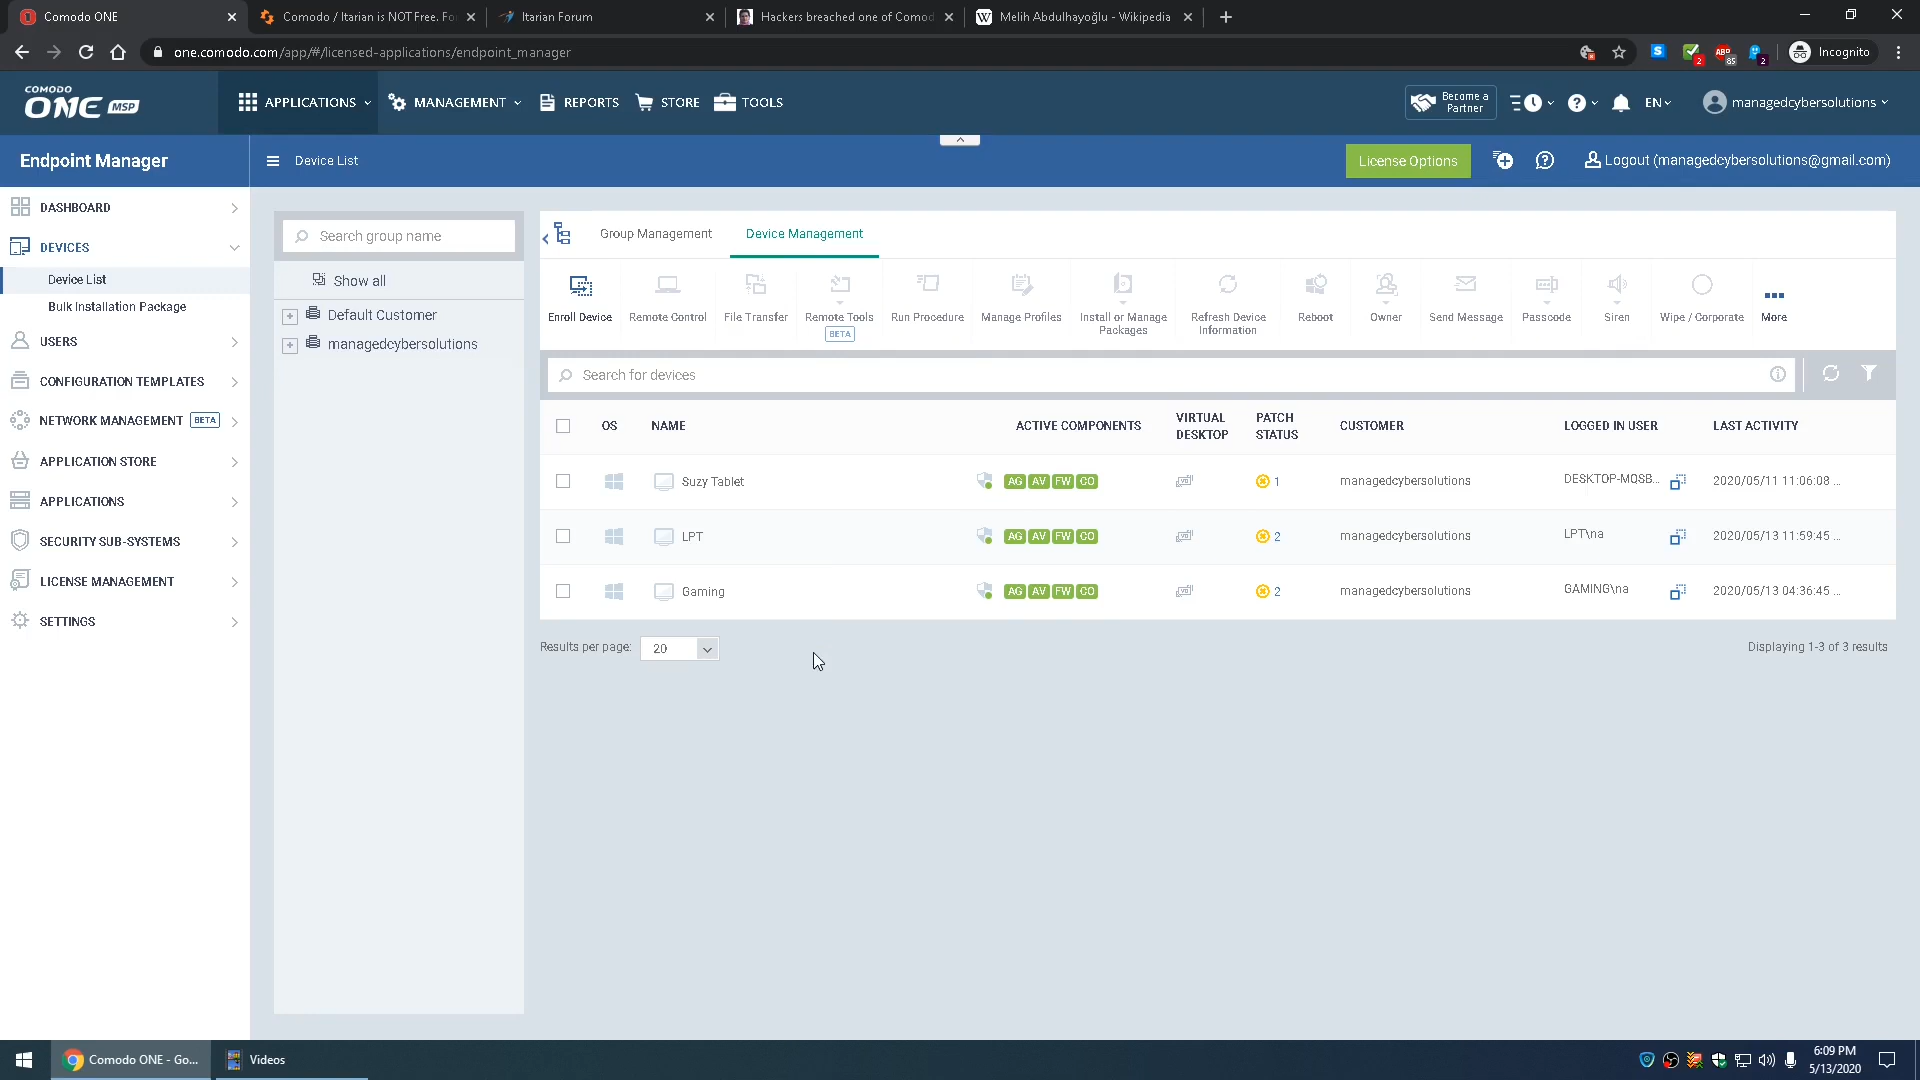 Comodo ONE
Comodo / Itarian is NOT Free. Fo
Itarian Forum
Hackers breached one of Comod
Melih Abdulhayoğlu - Wikipedia
one.comodo.com/app/#/licensed-applications/endpoint_manager
S
2
ABP
85
2
Incognito
COMODO
ONE MSP
APPLICATIONS
MANAGEMENT
REPORTS
STORE
TOOLS
Become a
Partner
EN
managedcybersolutions
Endpoint Manager
Device List
License Options
Logout (managedcybersolutions@gmail.com)
DASHBOARD
DEVICES
Device List
Bulk Installation Package
USERS
CONFIGURATION TEMPLATES
NETWORK MANAGEMENT BETA
APPLICATION STORE
APPLICATIONS
SECURITY SUB-SYSTEMS
LICENSE MANAGEMENT
SETTINGS
Search group name
Show all
Default Customer
managedcybersolutions
Group Management
Device Management
Enroll Device
Remote Control
File Transfer
Remote Tools
BETA
Run Procedure
Manage Profiles
Install or Manage
Packages
Refresh Device
Information
Reboot
Owner
Send Message
Passcode
Siren
Wipe / Corporate
More
Search for devices
OS
NAME
ACTIVE COMPONENTS
VIRTUAL
DESKTOP
PATCH
STATUS
CUSTOMER
LOGGED IN USER
LAST ACTIVITY
Suzy Tablet AG AV FW CO 1 managedcybersolutions DESKTOP-MQSB... 2020/05/11 11:06:08 ...
LPT AG AV FW CO 2 managedcybersolutions LPT\na 2020/05/13 11:59:45 ...
Gaming AG AV FW CO 2 managedcybersolutions GAMING\na 2020/05/13 04:36:45 ...
Results per page: 20
Displaying 1-3 of 3 results
Comodo ONE - Go...
Videos
6:09 PM
5/13/2020